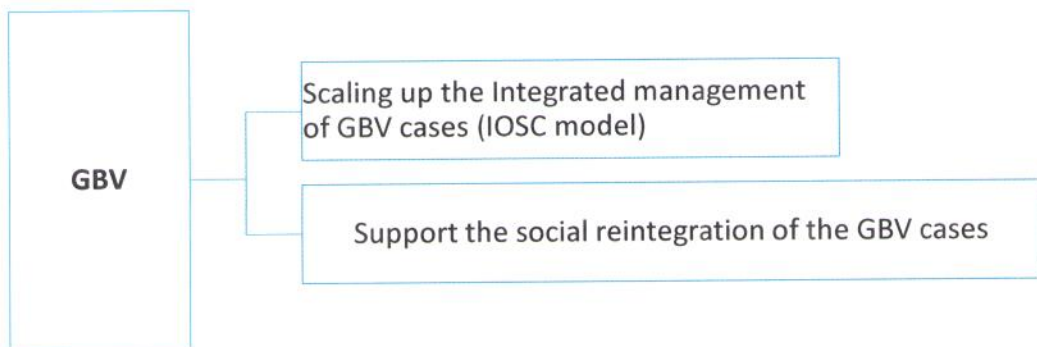 GBV
Scaling up the Integrated management
of GBV cases (IOSC model)
Support the social reintegration of the GBV cases